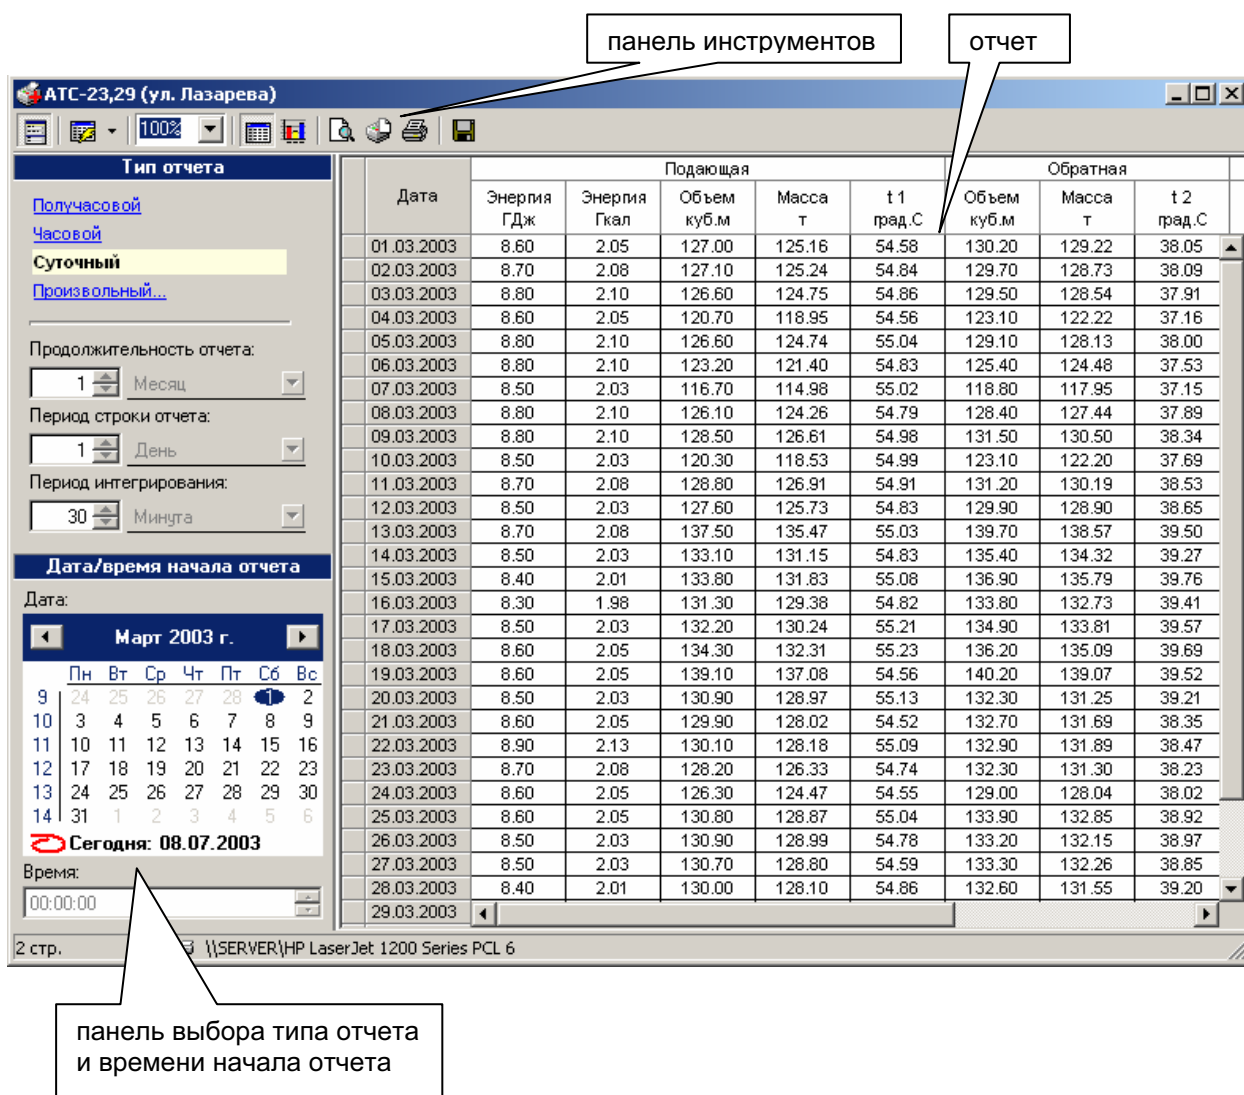 панель инструментов
отчет
АТС-23,29 (ул. Лазарева)
100%
Тип отчета
Получасовой
Часовой
Суточный
Произвольный...
Продолжительность отчета:
1 Месяц
Период строки отчета:
1 День
Период интегрирования:
30 Минута
Дата/время начала отчета
Дата:
Март 2003 г.
Пн Вт Ср Чт Пт Сб Вс
9 24 25 26 27 28 1 2
10 3 4 5 6 7 8 9
11 10 11 12 13 14 15 16
12 17 18 19 20 21 22 23
13 24 25 26 27 28 29 30
14 31 1 2 3 4 5 6
Сегодня: 08.07.2003
Время:
00:00:00
Подающая Обратная
Дата Энергия Энергия Объем Масса t 1 Объем Масса t 2
ГДж Гкал куб.м т град.С куб.м т град.С
01.03.2003 8.60 2.05 127.00 125.16 54.58 130.20 129.22 38.05
02.03.2003 8.70 2.08 127.10 125.24 54.84 129.70 128.73 38.09
03.03.2003 8.80 2.10 126.60 124.75 54.86 129.50 128.54 37.91
04.03.2003 8.60 2.05 120.70 118.95 54.56 123.10 122.22 37.16
05.03.2003 8.80 2.10 126.60 124.74 55.04 129.10 128.13 38.00
06.03.2003 8.80 2.10 123.20 121.40 54.83 125.40 124.48 37.53
07.03.2003 8.50 2.03 116.70 114.98 55.02 118.80 117.95 37.15
08.03.2003 8.80 2.10 126.10 124.26 54.79 128.40 127.44 37.89
09.03.2003 8.80 2.10 128.50 126.61 54.98 131.50 130.50 38.34
10.03.2003 8.50 2.03 120.30 118.53 54.99 123.10 122.20 37.69
11.03.2003 8.70 2.08 128.80 126.91 54.91 131.20 130.19 38.53
12.03.2003 8.50 2.03 127.60 125.73 54.83 129.90 128.90 38.65
13.03.2003 8.70 2.08 137.50 135.47 55.03 139.70 138.57 39.50
14.03.2003 8.50 2.03 133.10 131.15 54.83 135.40 134.32 39.27
15.03.2003 8.40 2.01 133.80 131.83 55.08 136.90 135.79 39.76
16.03.2003 8.30 1.98 131.30 129.38 54.82 133.80 132.73 39.41
17.03.2003 8.50 2.03 132.20 130.24 55.21 134.90 133.81 39.57
18.03.2003 8.60 2.05 134.30 132.31 55.23 136.20 135.09 39.69
19.03.2003 8.60 2.05 139.10 137.08 54.56 140.20 139.07 39.52
20.03.2003 8.50 2.03 130.90 128.97 55.13 132.30 131.25 39.21
21.03.2003 8.60 2.05 129.90 128.02 54.52 132.70 131.69 38.35
22.03.2003 8.90 2.13 130.10 128.18 55.09 132.90 131.89 38.47
23.03.2003 8.70 2.08 128.20 126.33 54.74 132.30 131.30 38.23
24.03.2003 8.60 2.05 126.30 124.47 54.55 129.00 128.04 38.02
25.03.2003 8.60 2.05 130.80 128.87 55.04 133.90 132.85 38.92
26.03.2003 8.50 2.03 130.90 128.99 54.78 133.20 132.15 38.97
27.03.2003 8.50 2.03 130.70 128.80 54.59 133.30 132.26 38.85
28.03.2003 8.40 2.01 130.00 128.10 54.86 132.60 131.55 39.20
29.03.2003
2 стр. \\SERVER\HP LaserJet 1200 Series PCL 6
панель выбора типа отчета
и времени начала отчета